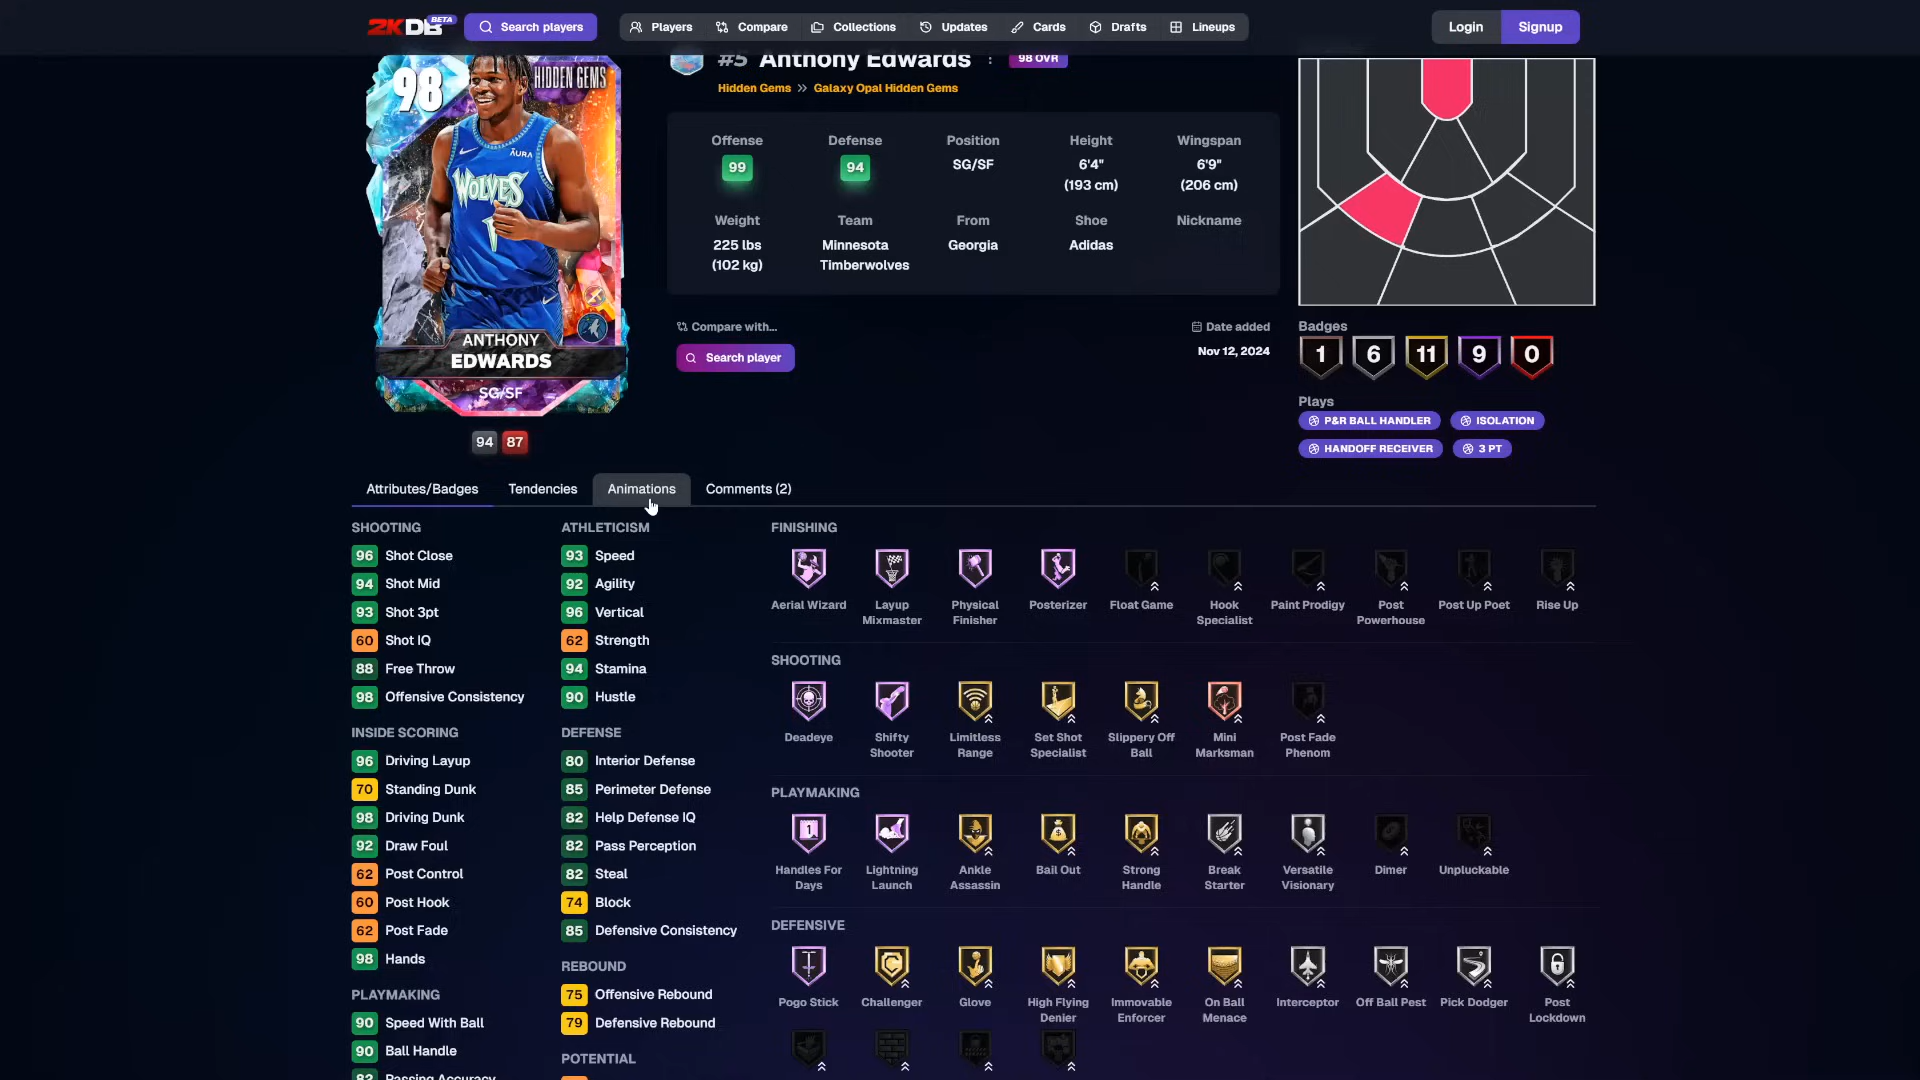 2KDB BETA
Search players
Players
Compare
Collections
Updates
Cards
Drafts
Lineups
Login
Signup
98
HIDDEN GEMS
AURA
WOLVES
1
ANTHONY
EDWARDS
SG/SF
94 87
#5 Anthony Edwards : 98 OVR
Hidden Gems » Galaxy Opal Hidden Gems
Offense
99
Defense
94
Position
SG/SF
Height
6'4"
(193 cm)
Wingspan
6'9"
(206 cm)
Weight
225 lbs
(102 kg)
Team
Minnesota
Timberwolves
From
Georgia
Shoe
Adidas
Nickname
Compare with...
Search player
Date added
Nov 12, 2024
Badges
1 6 11 9 0
Plays
P&R BALL HANDLER
ISOLATION
HANDOFF RECEIVER
3 PT
Attributes/Badges
Tendencies
Animations
Comments (2)
SHOOTING
96 Shot Close
94 Shot Mid
93 Shot 3pt
60 Shot IQ
88 Free Throw
98 Offensive Consistency
INSIDE SCORING
96 Driving Layup
70 Standing Dunk
98 Driving Dunk
92 Draw Foul
62 Post Control
60 Post Hook
62 Post Fade
98 Hands
PLAYMAKING
90 Speed With Ball
90 Ball Handle
82 Passing Accuracy
ATHLETICISM
93 Speed
92 Agility
96 Vertical
62 Strength
94 Stamina
90 Hustle
DEFENSE
80 Interior Defense
85 Perimeter Defense
82 Help Defense IQ
82 Pass Perception
82 Steal
74 Block
85 Defensive Consistency
REBOUND
75 Offensive Rebound
79 Defensive Rebound
POTENTIAL
FINISHING
Aerial Wizard
Layup
Mixmaster
Physical
Finisher
Posterizer
Float Game
Hook
Specialist
Paint Prodigy
Post
Powerhouse
Post Up Poet
Rise Up
SHOOTING
Deadeye
Shifty
Shooter
Limitless
Range
Set Shot
Specialist
Slippery Off
Ball
Mini
Marksman
Post Fade
Phenom
PLAYMAKING
1
Handles For
Days
Lightning
Launch
Ankle
Assassin
Bail Out
Strong
Handle
Break
Starter
Versatile
Visionary
Dimer
Unpluckable
DEFENSIVE
Pogo Stick
Challenger
Glove
High Flying
Denier
Immovable
Enforcer
On Ball
Menace
Interceptor
Off Ball Pest
Pick Dodger
Post
Lockdown